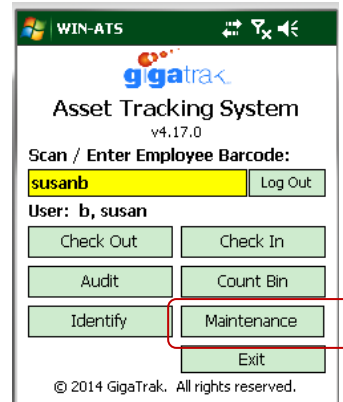 WIN-ATS
gigatrak
Asset Tracking System
v4.17.0
Scan / Enter Employee Barcode:
susanb Log Out
User: b, susan
Check Out Check In
Audit Count Bin
Identify Maintenance
Exit
© 2014 GigaTrak. All rights reserved.